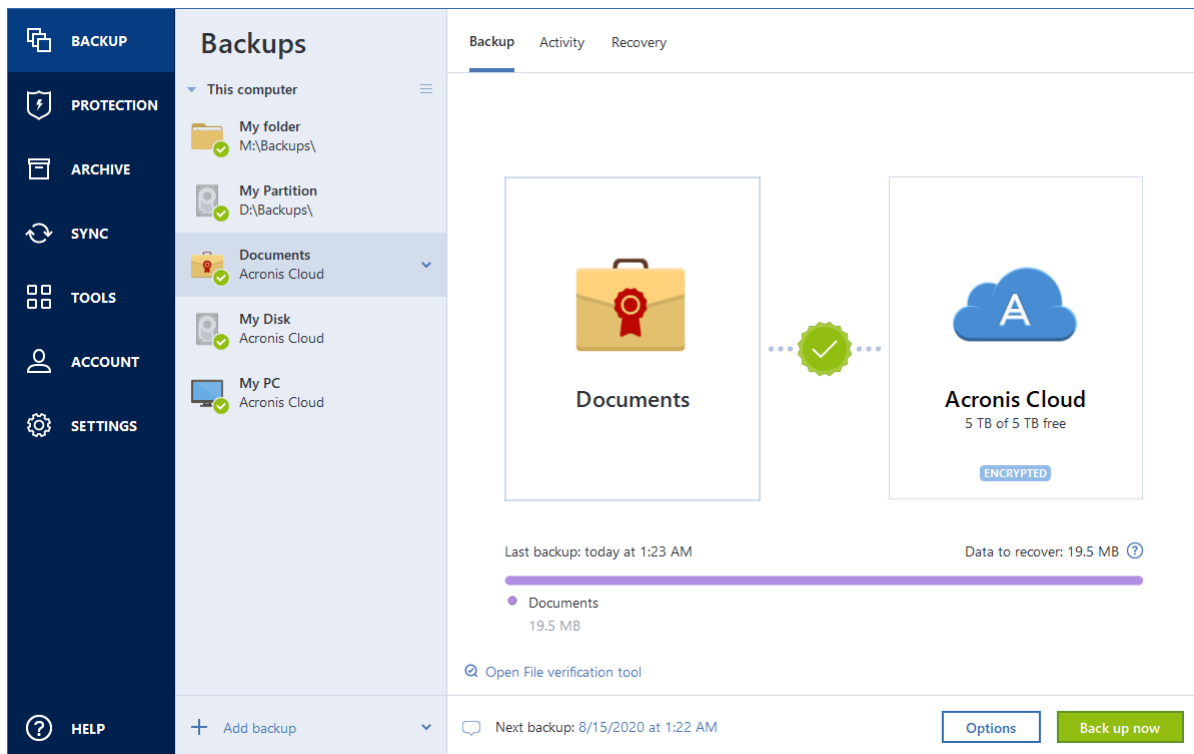 BACKUP
PROTECTION
ARCHIVE
SYNC
TOOLS
ACCOUNT
SETTINGS
HELP
Backups
This computer
My folder
M:\Backups\
My Partition
D:\Backups\
Documents
Acronis Cloud
My Disk
Acronis Cloud
My PC
Acronis Cloud
Add backup
Backup Activity Recovery
Documents
Acronis Cloud
5 TB of 5 TB free
ENCRYPTED
Last backup: today at 1:23 AM
Data to recover: 19.5 MB ?
Documents
19.5 MB
Open File verification tool
Next backup: 8/15/2020 at 1:22 AM
Options
Back up now